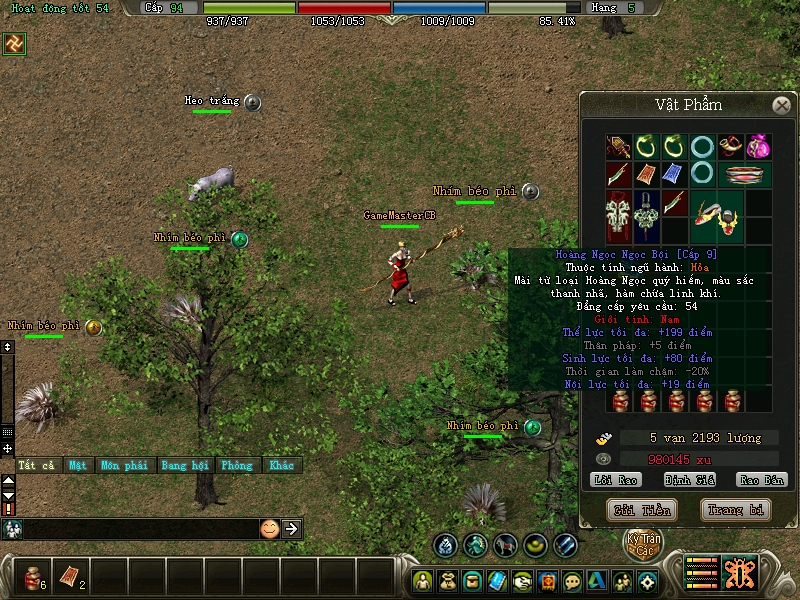 Hoạt động tốt 54
Cấp 94
937/937
1053/1053
1009/1009
85.41%
Hạng 5
Heo trắng
Nhím béo phì
GameMasterCB
Nhím béo phì
Nhím béo phì
Nhím béo phì
Vật Phẩm
Hoàng Ngọc Ngọc Bội [Cấp 9]
Thuộc tính ngũ hành: Hỏa
Mài từ loại Hoàng Ngọc quý hiếm, màu sắc
thanh nhã, hàm chứa linh khí.
Đẳng cấp yêu cầu: 54
Giới tính: Nam
Thể lực tối đa: +199 điểm
Thân pháp: +5 điểm
Sinh lực tối đa: +80 điểm
Thời gian làm chậm: -20%
Nội lực tối đa: +19 điểm
5 vạn 2193 lượng
980145 xu
Lời Rao
Định Giá
Rao Bán
Gửi Tiền
Trang bị
Tất cả
Mật
Môn phái
Bang hội
Phòng
Khác
Kỳ Trân
Các
6
2